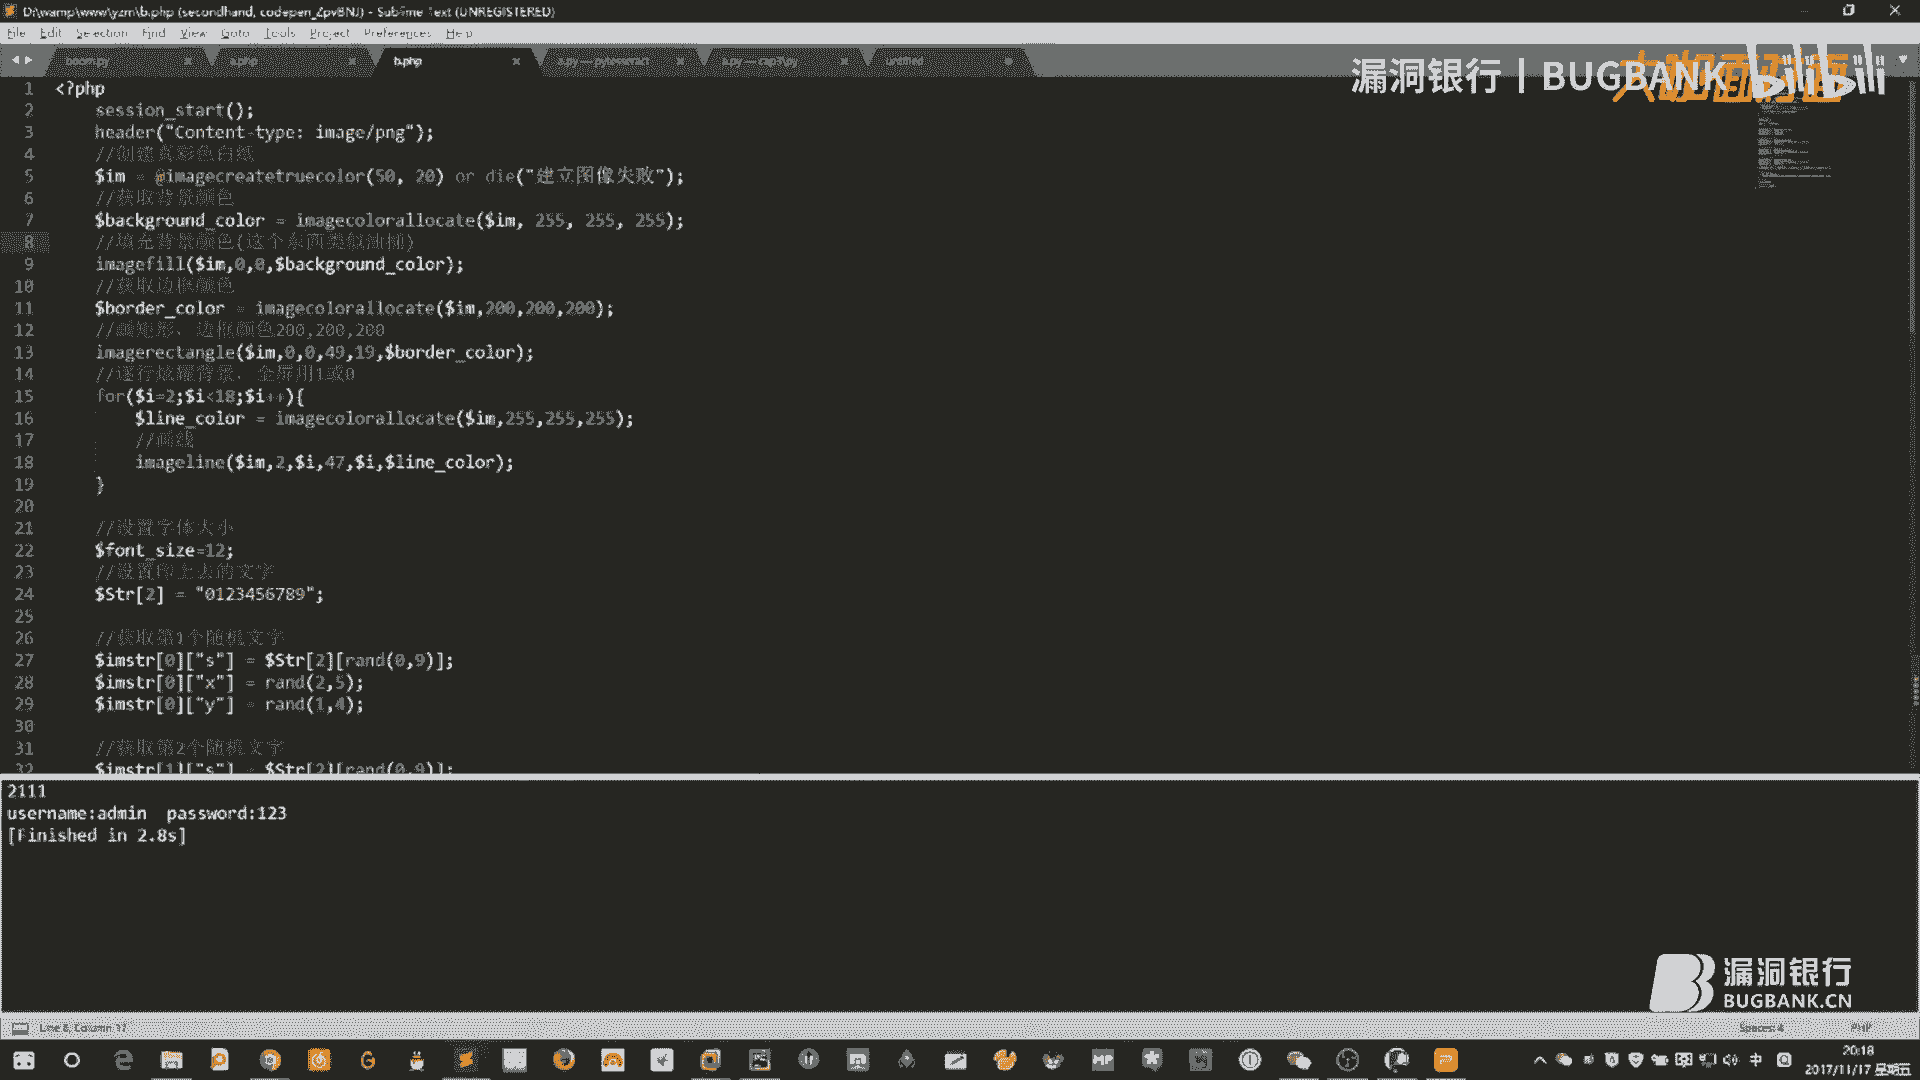 D:\wamp\www\yzm\b.php (secondhand, codepen_ZpvBNJ) - Sublime Text (UNREGISTERED)
File Edit Selection Find View Goto Tools Project Preferences Help
boom.py
a.php
b.php
a.py — pytesseract
a.py — cap3\py
untitled
漏洞银行丨BUGBANK
bilibili
1 <?php
2 session_start();
3 header("Content-type: image/png");
4 //创建真彩色白纸
5 $im = @imagecreatetruecolor(50, 20) or die("建立图像失败");
6 //获取背景颜色
7 $background_color = imagecolorallocate($im, 255, 255, 255);
8 //填充背景颜色(这个东西类似油桶)
9 imagefill($im,0,0,$background_color);
10 //获取边框颜色
11 $border_color = imagecolorallocate($im,200,200,200);
12 //画矩形，边框颜色200,200,200
13 imagerectangle($im,0,0,49,19,$border_color);
14 //逐行炫耀背景，全屏用1或0
15 for($i=2;$i<18;$i++){
16 $line_color = imagecolorallocate($im,255,255,255);
17 //画线
18 imageline($im,2,$i,47,$i,$line_color);
19 }
20
21 //设置字体大小
22 $font_size=12;
23 //设置印上去的文字
24 $Str[2] = "0123456789";
25
26 //获取第1个随机文字
27 $imstr[0]["s"] = $Str[2][rand(0,9)];
28 $imstr[0]["x"] = rand(2,5);
29 $imstr[0]["y"] = rand(1,4);
30
31 //获取第2个随机文字
32 $imstr[1]["s"] = $Str[2][rand(0,9)];
2111
username:admin password:123
[Finished in 2.8s]
漏洞银行
BUGBANK.CN
Line 8, Column 17
Spaces: 4
PHP
中
20:18
2017/11/17 星期五